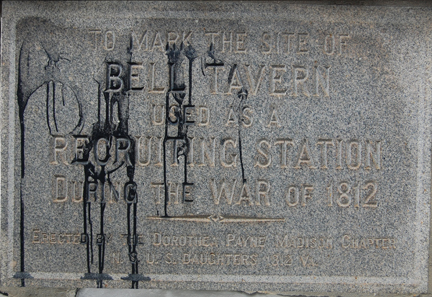 TO MARK THE SITE OF
BELL TAVERN
USED AS A
RECRUITING STATION
DURING THE WAR OF 1812
ERECTED BY THE DOROTHEA PAYNE MADISON CHAPTER
N. S. U. S. DAUGHTERS 1812 VA.